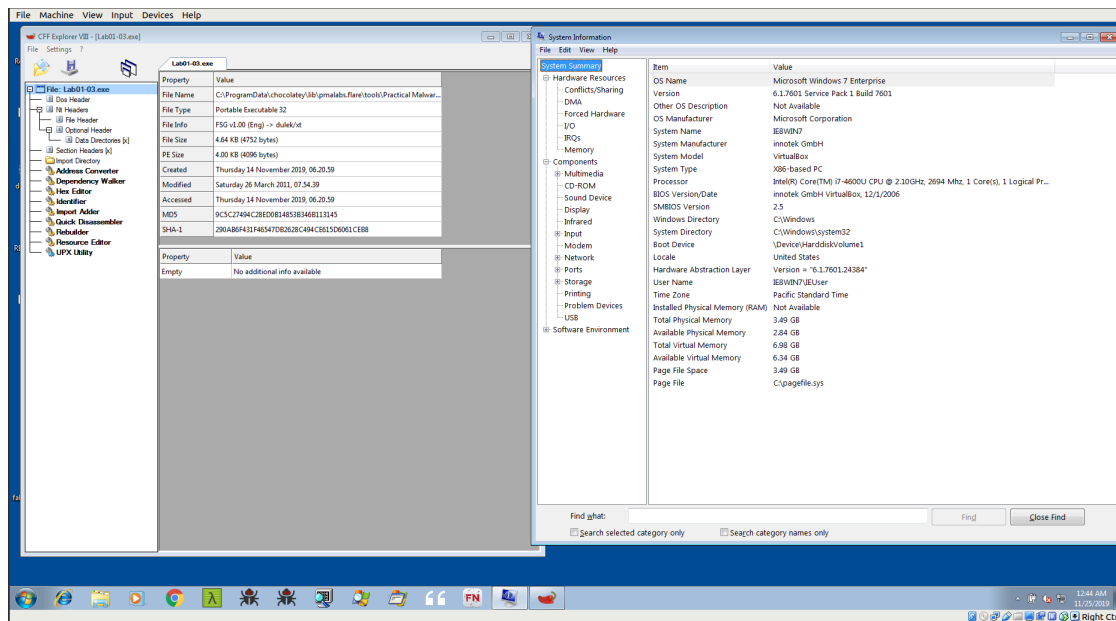 File Machine View Input Devices Help
CFF Explorer VIII - [Lab01-03.exe]
File Settings ?
Lab01-03.exe
File: Lab01-03.exe
Dos Header
Nt Headers
File Header
Optional Header
Data Directories [x]
Section Headers [x]
Import Directory
Address Converter
Dependency Walker
Hex Editor
Identifier
Import Adder
Quick Disassembler
Rebuilder
Resource Editor
UPX Utility
Property Value
File Name C:\ProgramData\chocolatey\lib\pmalabs.flare\tools\Practical Malwar...
File Type Portable Executable 32
File Info FSG v1.00 (Eng) -> dulek/xt
File Size 4.64 KB (4752 bytes)
PE Size 4.00 KB (4096 bytes)
Created Thursday 14 November 2019, 06.20.59
Modified Saturday 26 March 2011, 07.54.39
Accessed Thursday 14 November 2019, 06.20.59
MD5 9C5C27494C28ED0B14853B346B113145
SHA-1 290AB6F431F46547DB2628C494CE615D6061CEB8
Property Value
Empty No additional info available
System Information
File Edit View Help
System Summary
Hardware Resources
Conflicts/Sharing
DMA
Forced Hardware
I/O
IRQs
Memory
Components
Multimedia
CD-ROM
Sound Device
Display
Infrared
Input
Modem
Network
Ports
Storage
Printing
Problem Devices
USB
Software Environment
Item Value
OS Name Microsoft Windows 7 Enterprise
Version 6.1.7601 Service Pack 1 Build 7601
Other OS Description Not Available
OS Manufacturer Microsoft Corporation
System Name IE8WIN7
System Manufacturer innotek GmbH
System Model VirtualBox
System Type X86-based PC
Processor Intel(R) Core(TM) i7-4600U CPU @ 2.10GHz, 2694 Mhz, 1 Core(s), 1 Logical Pr...
BIOS Version/Date innotek GmbH VirtualBox, 12/1/2006
SMBIOS Version 2.5
Windows Directory C:\Windows
System Directory C:\Windows\system32
Boot Device \Device\HarddiskVolume1
Locale United States
Hardware Abstraction Layer Version = "6.1.7601.24384"
User Name IE8WIN7\IEUser
Time Zone Pacific Standard Time
Installed Physical Memory (RAM) Not Available
Total Physical Memory 3.49 GB
Available Physical Memory 2.84 GB
Total Virtual Memory 6.98 GB
Available Virtual Memory 6.34 GB
Page File Space 3.49 GB
Page File C:\pagefile.sys
Find what:
Find
Close Find
Search selected category only
Search category names only
FN
12:44 AM
11/25/2019
Right Ct